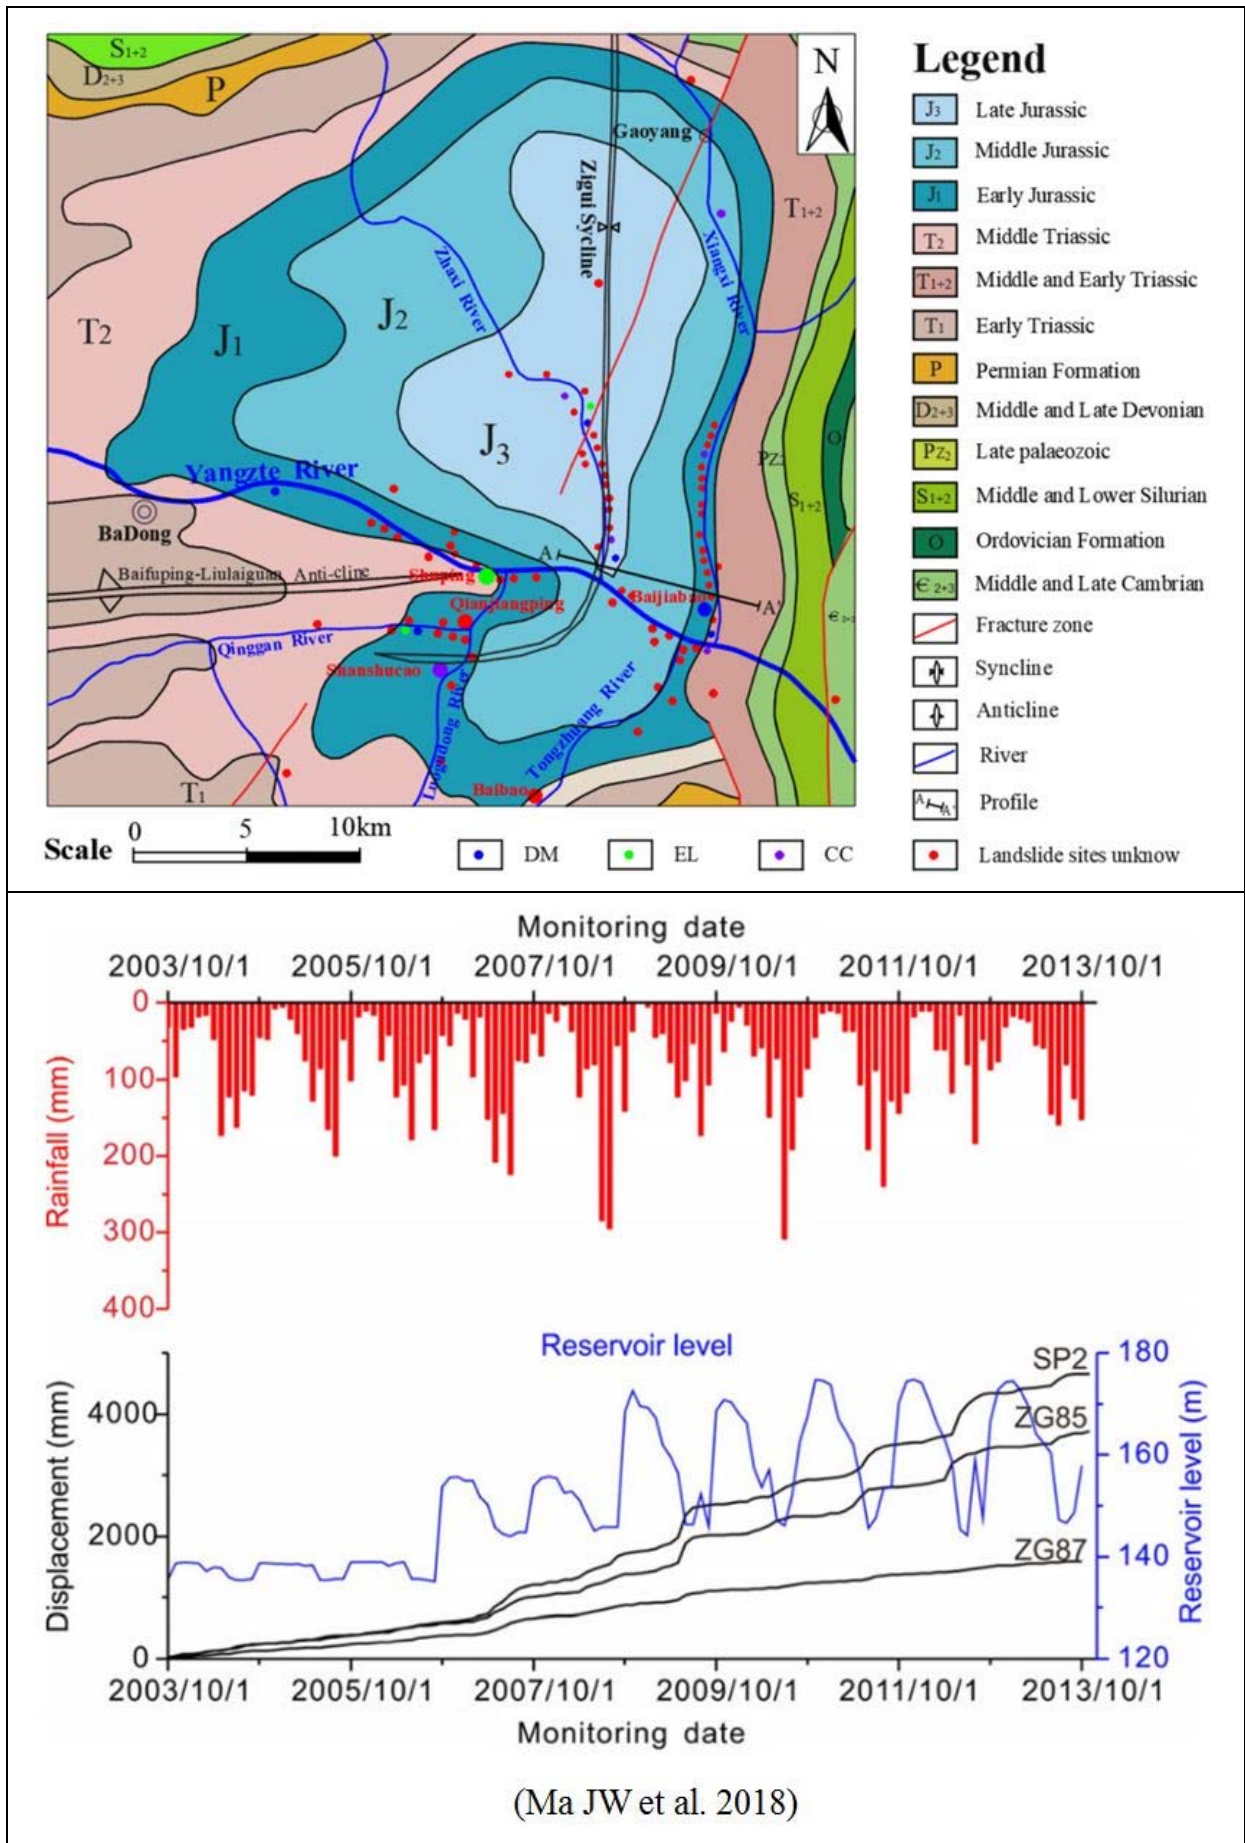 S1+2
D2+3
P
N
Gaoyang
Zigui Sycline
T1+2
Xiangxi River
Zhaxi River
J2
T2
J1
J3
O
PZ2
S1+2
Yangzte River
BaDong
A
Baifuping-Liulaiguan Anti-cline
Shuping
Baijiabao
A'
Qianjiangping
Qinggan River
Shanshucao
Luogudong River
Tongzhuang River
T1
Baibao
Legend
J3 Late Jurassic
J2 Middle Jurassic
J1 Early Jurassic
T2 Middle Triassic
T1+2 Middle and Early Triassic
T1 Early Triassic
P Permian Formation
D2+3 Middle and Late Devonian
PZ2 Late palaeozoic
S1+2 Middle and Lower Silurian
O Ordovician Formation
Є 2+3 Middle and Late Cambrian
Fracture zone
Syncline
Anticline
River
A A' Profile
Landslide sites unknow
Scale 0 5 10km
DM EL CC
Monitoring date
2003/10/1 2005/10/1 2007/10/1 2009/10/1 2011/10/1 2013/10/1
Rainfall (mm)
0
100
200
300
400
Reservoir level
Displacement (mm)
4000
2000
0
SP2
ZG85
ZG87
180
160
140
120
Reservoir level (m)
2003/10/1 2005/10/1 2007/10/1 2009/10/1 2011/10/1 2013/10/1
Monitoring date
(Ma JW et al. 2018)